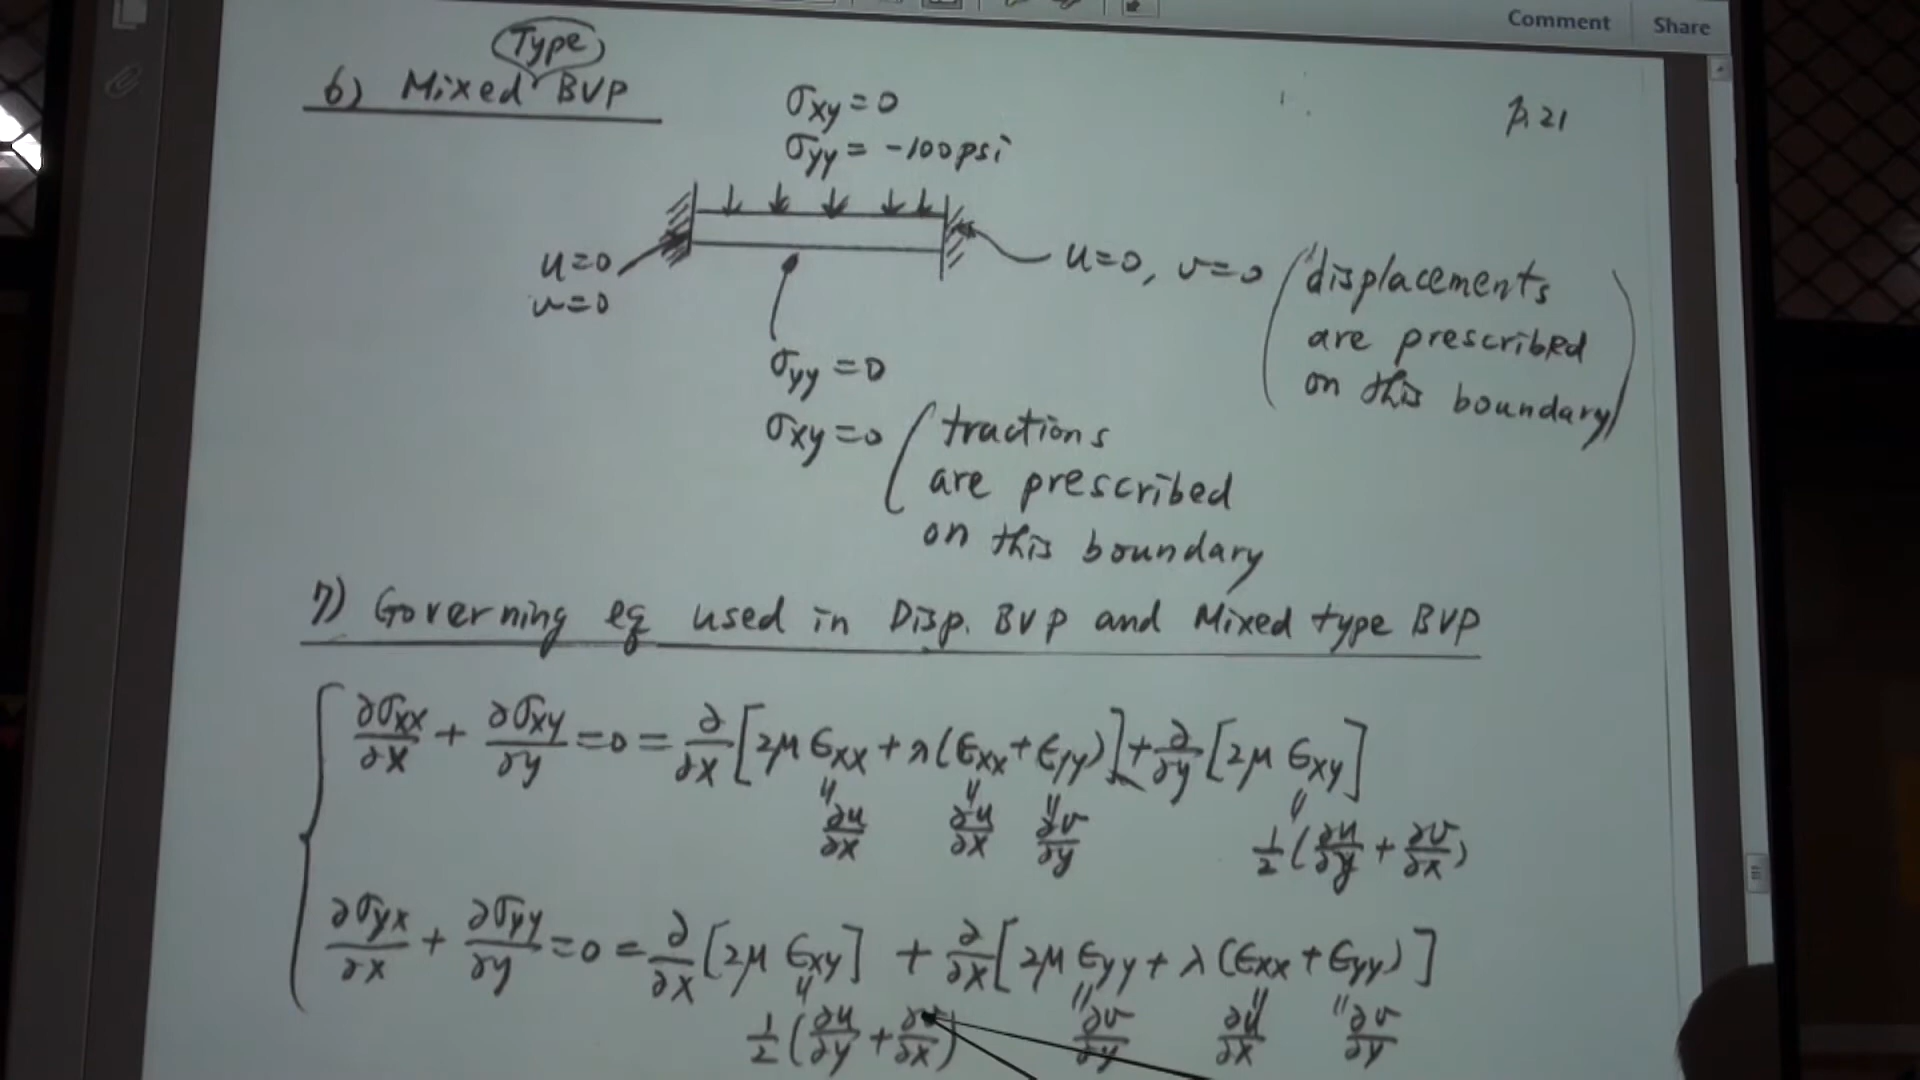 Comment Share
Type
6) Mixed BVP
p.21
σxy = 0
σyy = -100psi
u=0
v=0
u=0, v=0 (displacements
are prescribed
on this boundary)
σyy = 0
σxy = 0 (tractions
are prescribed
on this boundary
7) Governing eq used in Disp. BVP and Mixed type BVP
∂σxx/∂x + ∂σxy/∂y = 0 = ∂/∂x [2μ εxx + λ(εxx + εyy)] + ∂/∂y [2μ εxy]
∂u/∂x ∂u/∂x ∂v/∂y 1/2 (∂u/∂y + ∂v/∂x)
∂σyx/∂x + ∂σyy/∂y = 0 = ∂/∂x [2μ εxy] + ∂/∂x [2μ εyy + λ(εxx + εyy)]
1/2 (∂u/∂y + ∂v/∂x) ∂v/∂y ∂u/∂x ∂v/∂y